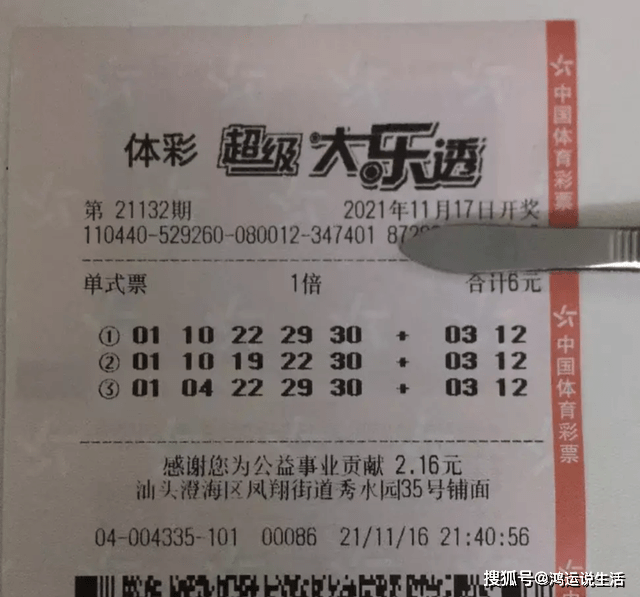 体彩 超级大乐透
第 21132期 2021年11月17日开奖
110440-529260-080012-347401
单式票 1倍 合计6元
① 01 10 22 29 30 + 03 12
② 01 10 19 22 30 + 03 12
③ 01 04 22 29 30 + 03 12
感谢您为公益事业贡献 2.16元
汕头澄海区凤翔街道秀水园35号铺面
04-004335-101 00086 21/11/16 21:40:56
中国体育彩票
中国体育彩票
搜狐号@鸿运说生活